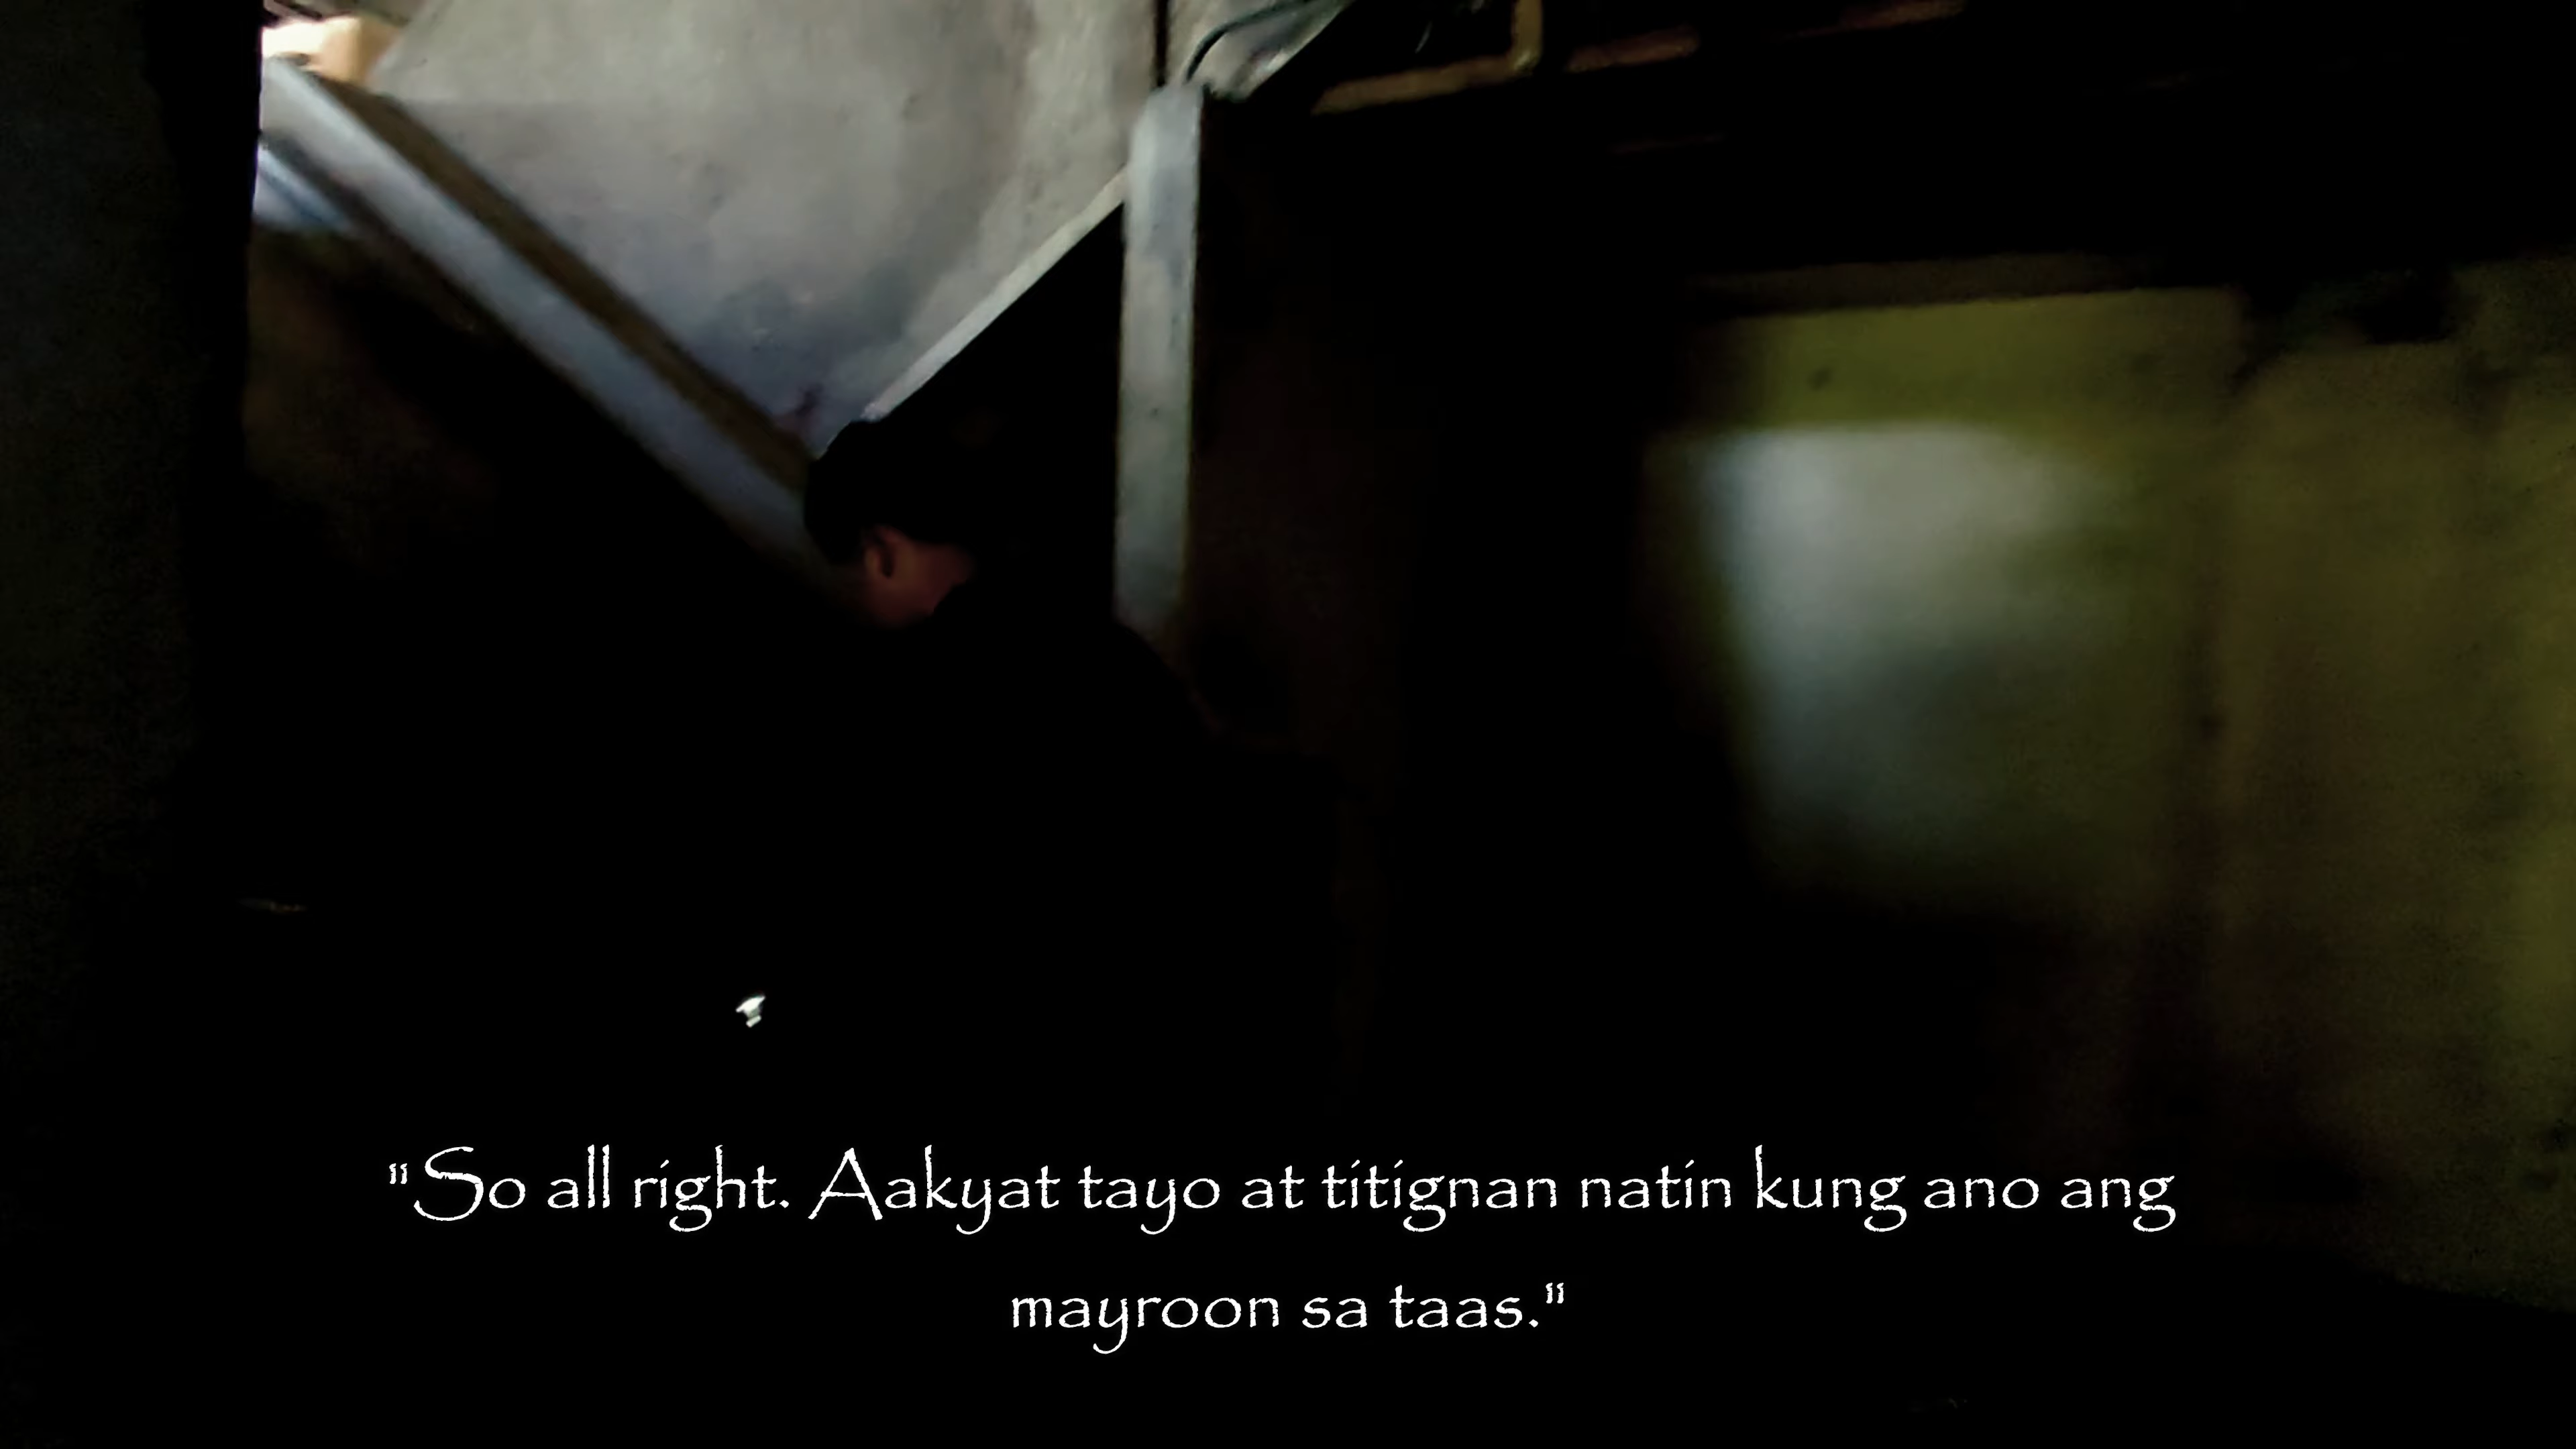 "So all right. Aakyat tayo at titignan natin kung ano ang
mayroon sa taas."